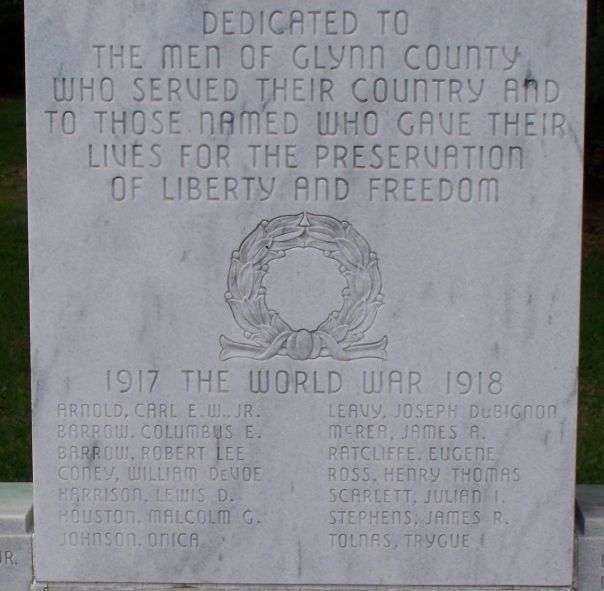 DEDICATED TO
THE MEN OF GLYNN COUNTY
WHO SERVED THEIR COUNTRY AND
TO THOSE NAMED WHO GAVE THEIR
LIVES FOR THE PRESERVATION
OF LIBERTY AND FREEDOM
1917 THE WORLD WAR 1918
ARNOLD, CARL E.W., JR.
BARROW, COLUMBUS E.
BARROW, ROBERT LEE
CONEY, WILLIAM DEVOE
HARRISON, LEWIS D.
HOUSTON, MALCOLM G.
JOHNSON, ONICA
LEAVY, JOSEPH DUBIGNON
MCREA, JAMES A.
RATCLIFFE, EUGENE
ROSS, HENRY THOMAS
SCARLETT, JULIAN I.
STEPHENS, JAMES R.
TOLNAS, TRYGUE
JR.